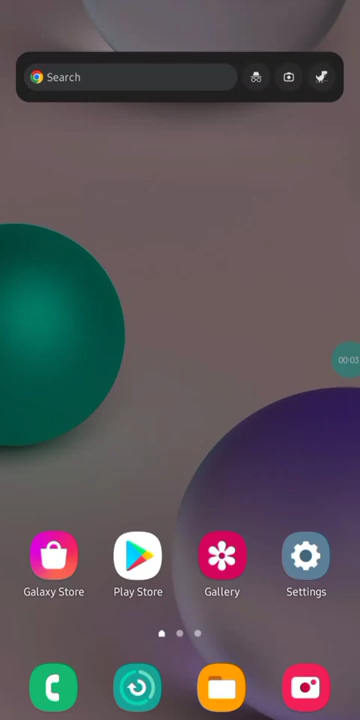 Search
00:03
Galaxy Store
Play Store
Gallery
Settings